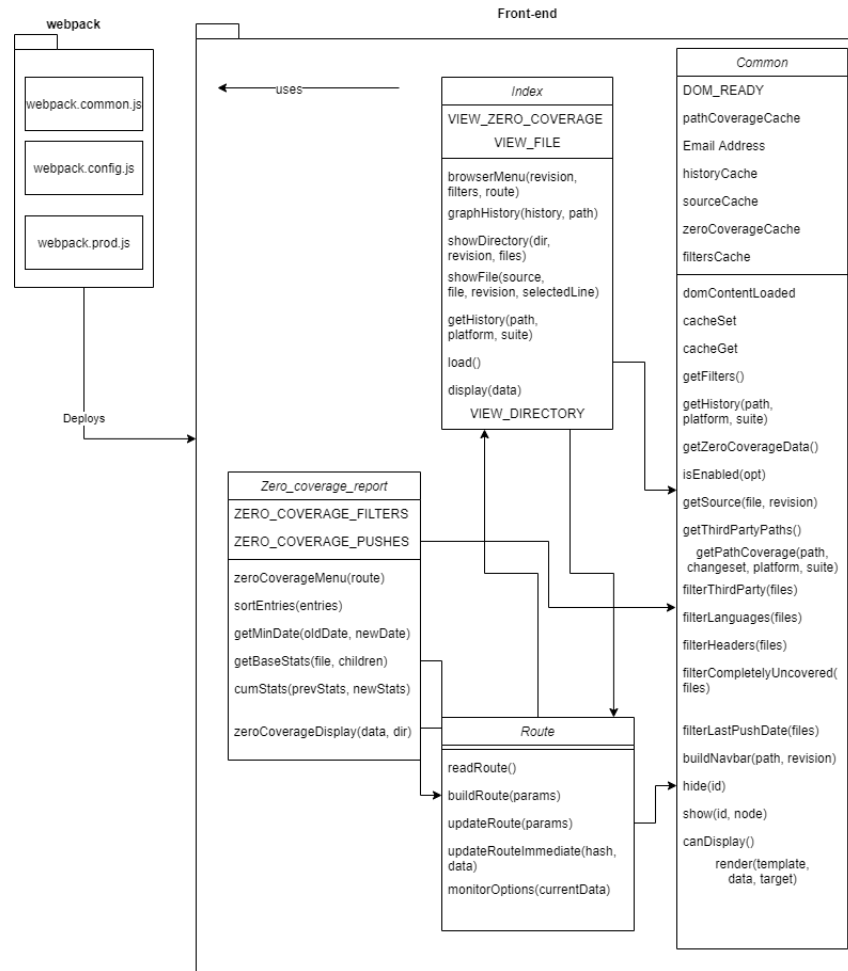 webpack
webpack.common.js
webpack.config.js
webpack.prod.js
Deploys
Front-end
uses
Index
VIEW_ZERO_COVERAGE
VIEW_FILE
browserMenu(revision,
filters, route)
graphHistory(history, path)
showDirectory(dir,
revision, files)
showFile(source,
file, revision, selectedLine)
getHistory(path,
platform, suite)
load()
display(data)
VIEW_DIRECTORY
Zero_coverage_report
ZERO_COVERAGE_FILTERS
ZERO_COVERAGE_PUSHES
zeroCoverageMenu(route)
sortEntries(entries)
getMinDate(oldDate, newDate)
getBaseStats(file, children)
cumStats(prevStats, newStats)
zeroCoverageDisplay(data, dir)
Route
readRoute()
buildRoute(params)
updateRoute(params)
updateRouteImmediate(hash,
data)
monitorOptions(currentData)
Common
DOM_READY
pathCoverageCache
Email Address
historyCache
sourceCache
zeroCoverageCache
filtersCache
domContentLoaded
cacheSet
cacheGet
getFilters()
getHistory(path,
platform, suite)
getZeroCoverageData()
isEnabled(opt)
getSource(file, revision)
getThirdPartyPaths()
getPathCoverage(path,
changeset, platform, suite)
filterThirdParty(files)
filterLanguages(files)
filterHeaders(files)
filterCompletelyUncovered(
files)
filterLastPushDate(files)
buildNavbar(path, revision)
hide(id)
show(id, node)
canDisplay()
render(template,
data, target)